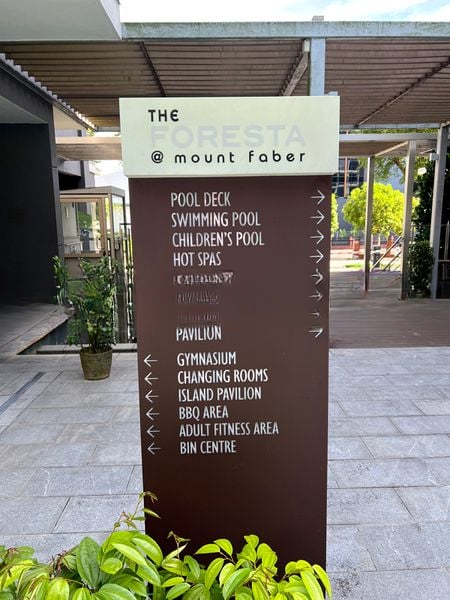 THE
FORESTA
@ mount faber
POOL DECK →
SWIMMING POOL →
CHILDREN'S POOL →
HOT SPAS →
→
→
→
PAVILIUN →
← GYMNASIUM
← CHANGING ROOMS
← ISLAND PAVILION
← BBQ AREA
← ADULT FITNESS AREA
← BIN CENTRE